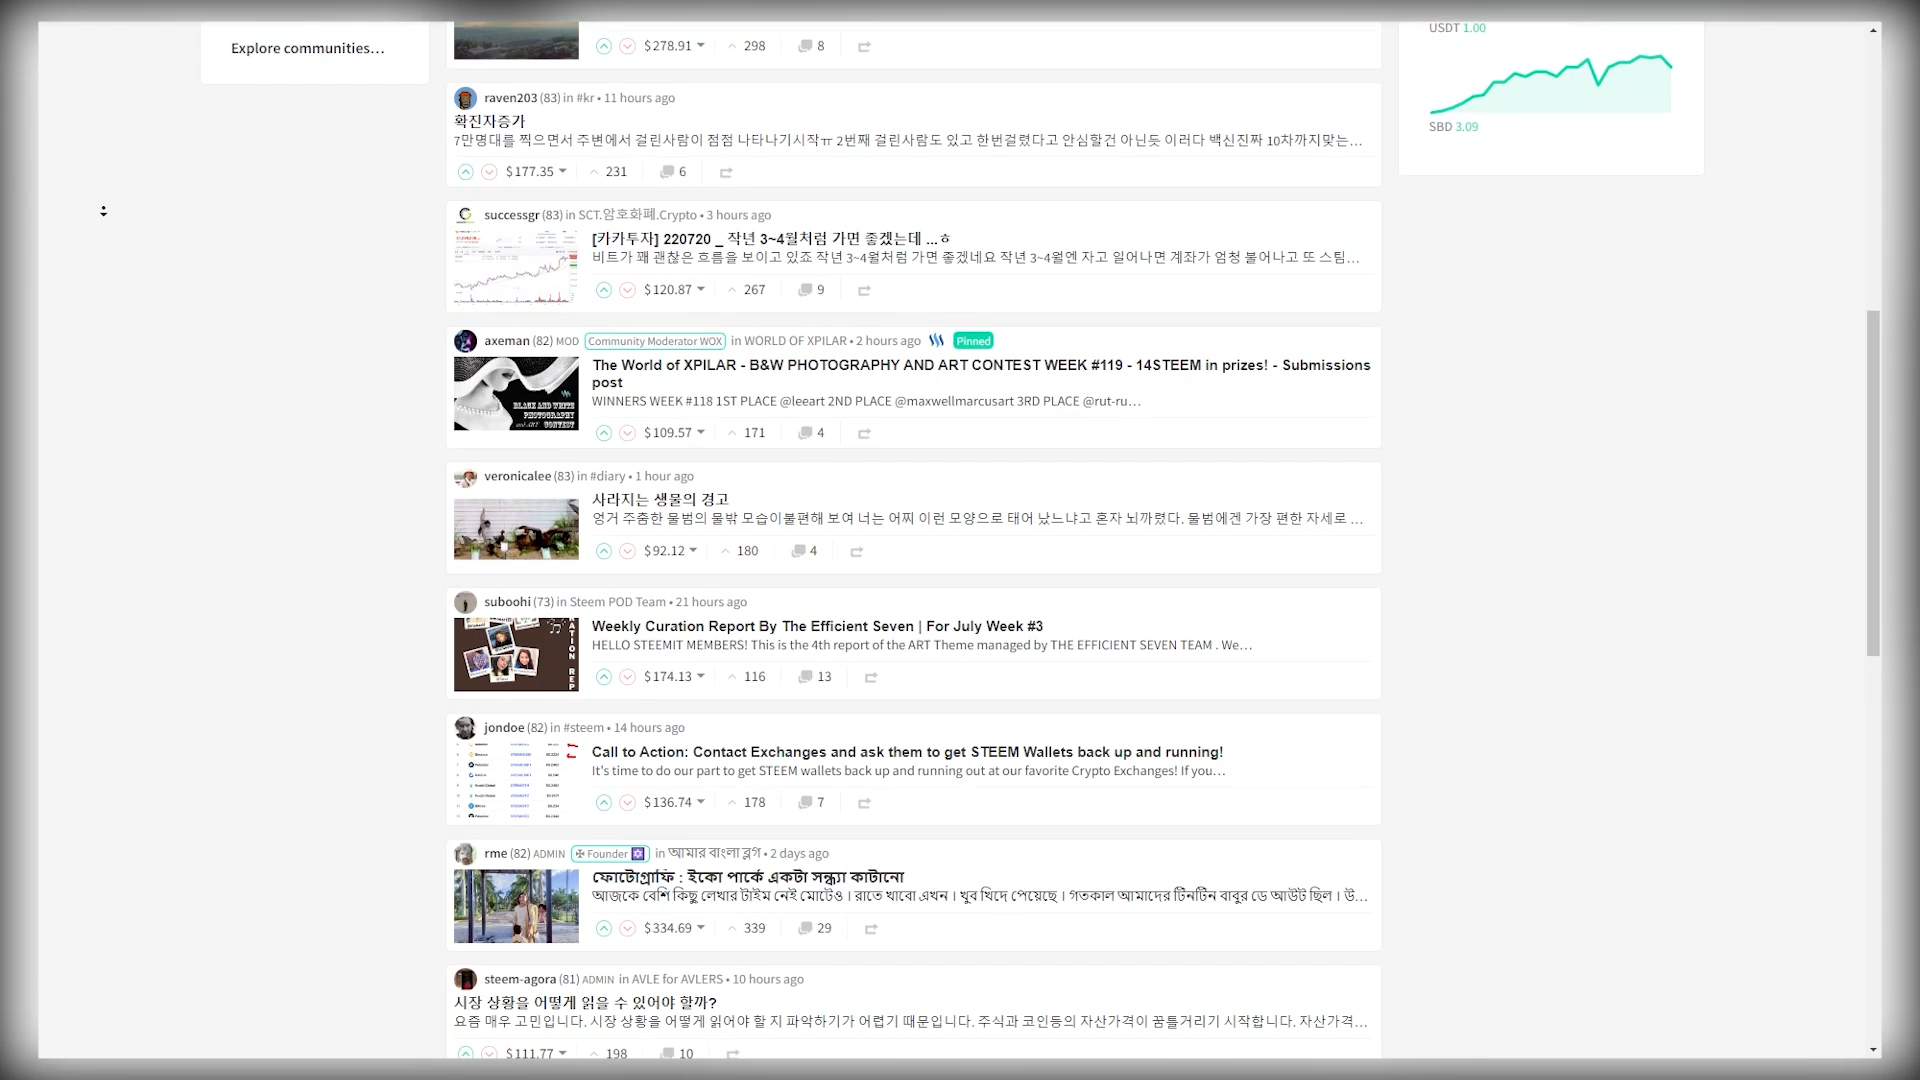 Explore communities...
$278.91 298 8
raven203 (83) in #kr • 11 hours ago
확진자증가
7만명대를 찍으면서 주변에서 걸린사람이 점점 나타나기시작ㅠ 2번째 걸린사람도 있고 한번걸렸다고 안심할건 아닌듯 이러다 백신진짜 10차까지맞는...
$177.35 231 6
successgr (83) in SCT.암호화폐.Crypto • 3 hours ago
[카카투자] 220720 _ 작년 3~4월처럼 가면 좋겠는데 ...ㅎ
비트가 꽤 괜찮은 흐름을 보이고 있죠 작년 3~4월처럼 가면 좋겠네요 작년 3~4월엔 자고 일어나면 계좌가 엄청 불어나고 또 스팀...
$120.87 267 9
axeman (82) MOD Community Moderator WOX in WORLD OF XPILAR • 2 hours ago Pinned
The World of XPILAR - B&W PHOTOGRAPHY AND ART CONTEST WEEK #119 - 14STEEM in prizes! - Submissions
post
WINNERS WEEK #118 1ST PLACE @leeart 2ND PLACE @maxwellmarcusart 3RD PLACE @rut-ru...
BLACK AND WHITE
PHOTOGRAPHY
and ART CONTEST
$109.57 171 4
veronicalee (83) in #diary • 1 hour ago
사라지는 생물의 경고
엉거 주춤한 물범의 물밖 모습이불편해 보여 너는 어찌 이런 모양으로 태어 났느냐고 혼자 뇌까렸다. 물범에겐 가장 편한 자세로 ...
$92.12 180 4
suboohi (73) in Steem POD Team • 21 hours ago
Weekly Curation Report By The Efficient Seven | For July Week #3
HELLO STEEMIT MEMBERS! This is the 4th report of the ART Theme managed by THE EFFICIENT SEVEN TEAM . We...
$174.13 116 13
jondoe (82) in #steem • 14 hours ago
Call to Action: Contact Exchanges and ask them to get STEEM Wallets back up and running!
It's time to do our part to get STEEM wallets back up and running out at our favorite Crypto Exchanges! If you...
$136.74 178 7
rme (82) ADMIN ✠ Founder in আমার বাংলা ব্লগ • 2 days ago
ফোটোগ্রাফি : ইকো পার্কে একটা সন্ধ্যা কাটানো
আজকে বেশি কিছু লেখার টাইম নেই মোটেও । রাতে খাবো এখন । খুব খিদে পেয়েছে । গতকাল আমাদের টিনটিন বাবুর ডে আউট ছিল । উ...
$334.69 339 29
steem-agora (81) ADMIN in AVLE for AVLERS • 10 hours ago
시장 상황을 어떻게 읽을 수 있어야 할까?
요즘 매우 고민입니다. 시장 상황을 어떻게 읽어야 할 지 파악하기가 어렵기 때문입니다. 주식과 코인등의 자산가격이 꿈틀거리기 시작합니다. 자산가격...
$111.77 198 10
USDT 1.00
SBD 3.09